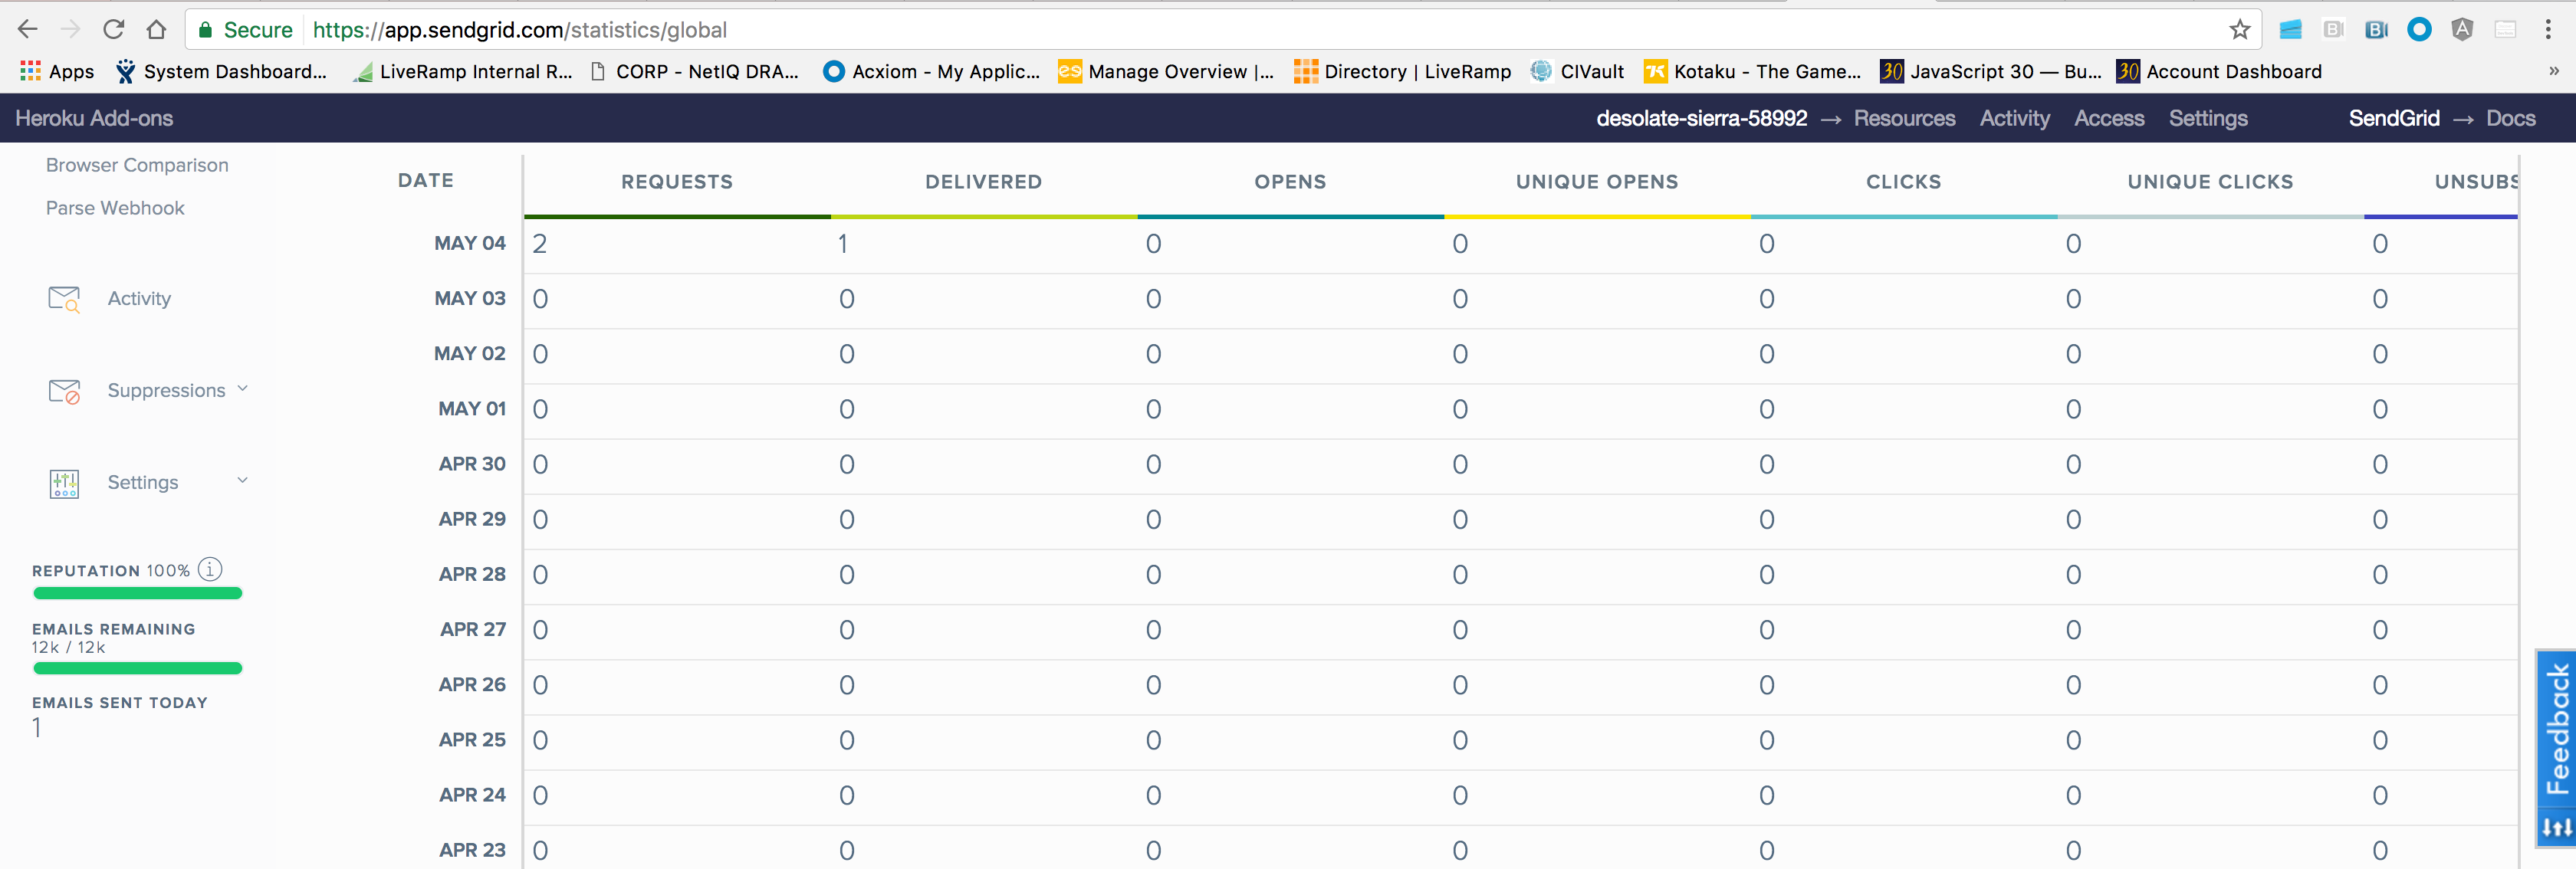 Secure https://app.sendgrid.com/statistics/global
Apps System Dashboard... LiveRamp Internal R... CORP - NetIQ DRA... Acxiom - My Applic... es Manage Overview |... Directory | LiveRamp CIVault Kotaku - The Game... 30 JavaScript 30 — Bu... 30 Account Dashboard »
Heroku Add-ons desolate-sierra-58992 → Resources Activity Access Settings SendGrid → Docs
Browser Comparison
Parse Webhook
Activity
Suppressions
Settings
REPUTATION 100%
EMAILS REMAINING
12k / 12k
EMAILS SENT TODAY
1
DATE REQUESTS DELIVERED OPENS UNIQUE OPENS CLICKS UNIQUE CLICKS UNSUBS
MAY 04 2 1 0 0 0 0 0
MAY 03 0 0 0 0 0 0 0
MAY 02 0 0 0 0 0 0 0
MAY 01 0 0 0 0 0 0 0
APR 30 0 0 0 0 0 0 0
APR 29 0 0 0 0 0 0 0
APR 28 0 0 0 0 0 0 0
APR 27 0 0 0 0 0 0 0
APR 26 0 0 0 0 0 0 0
APR 25 0 0 0 0 0 0 0
APR 24 0 0 0 0 0 0 0
APR 23 0 0 0 0 0 0 0
Feedback